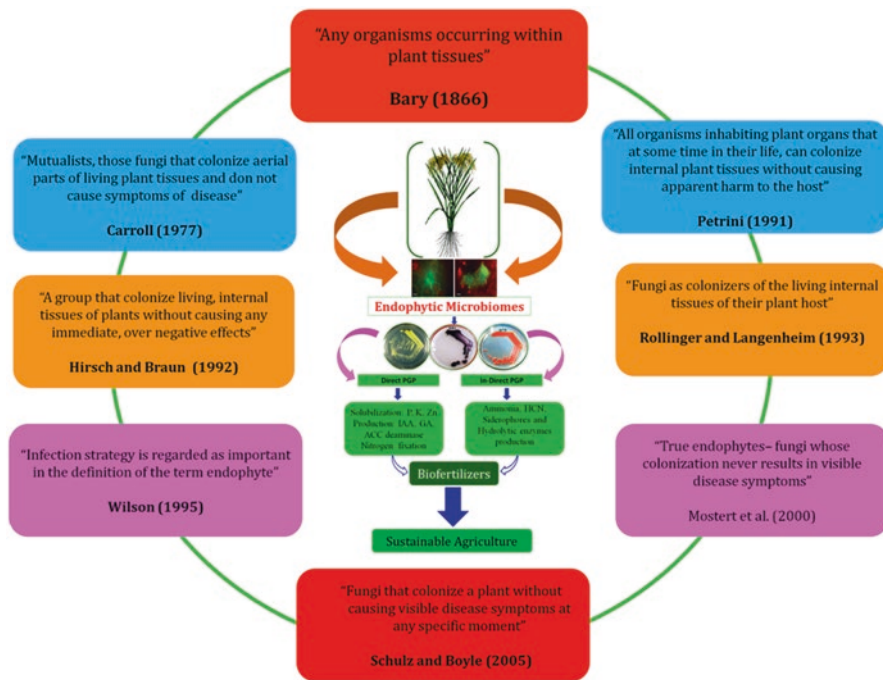 “Any organisms occurring within
plant tissues”
Bary (1866)
“Mutualists, those fungi that colonize aerial
parts of living plant tissues and don not
cause symptoms of disease”
Carroll (1977)
“All organisms inhabiting plant organs that
at some time in their life, can colonize
internal plant tissues without causing
apparent harm to the host”
Petrini (1991)
“A group that colonize living, internal
tissues of plants without causing any
immediate, over negative effects”
Hirsch and Braun (1992)
“Fungi as colonizers of the living internal
tissues of their plant host”
Rollinger and Langenheim (1993)
“Infection strategy is regarded as important
in the definition of the term endophyte”
Wilson (1995)
“True endophytes– fungi whose
colonization never results in visible
disease symptoms”
Mostert et al. (2000)
Endophytic Microbiomes
Direct PGP
In-Direct PGP
Solubilization: P, K, Zn,
Production: IAA, GA,
ACC deaminase
Nitrogen fixation
Ammonia, HCN,
Siderophores and
Hydrolytic enzymes
production
Biofertilizers
Sustainable Agriculture
“Fungi that colonize a plant without
causing visible disease symptoms at
any specific moment”
Schulz and Boyle (2005)